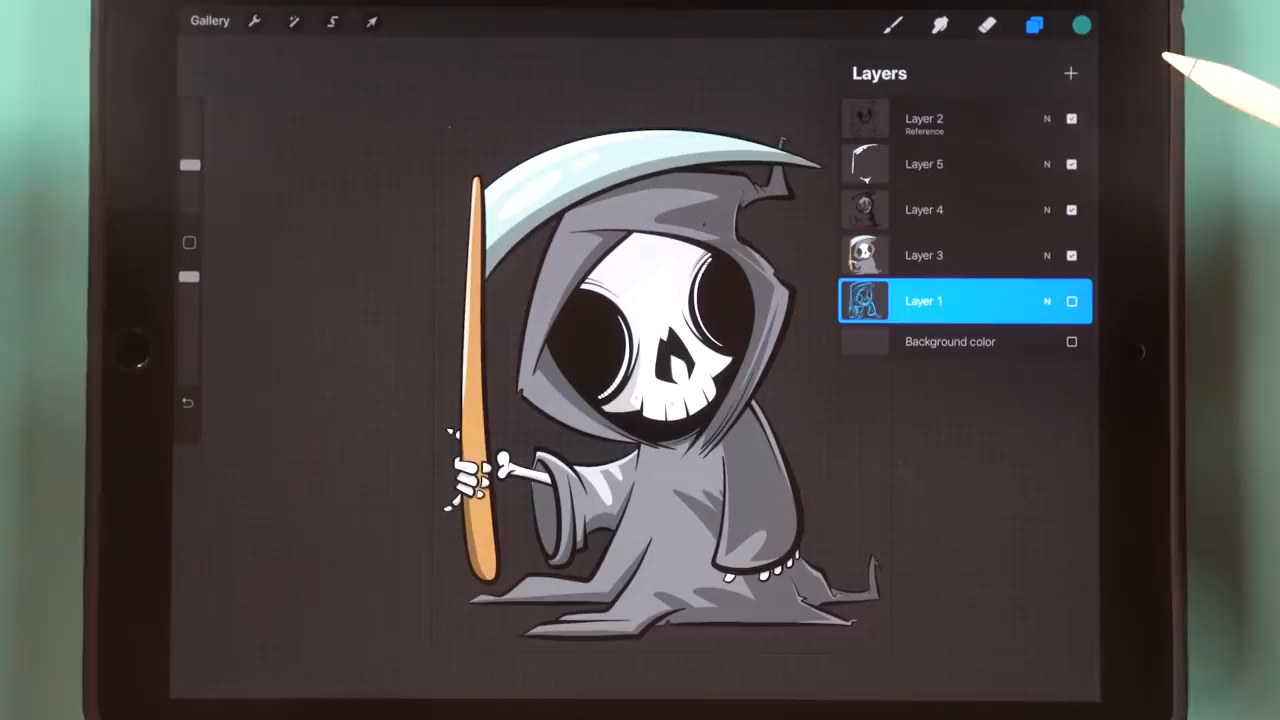 Gallery
Layers
Layer 2 N
Reference
Layer 5 N
Layer 4 N
Layer 3 N
Layer 1 N
Background color